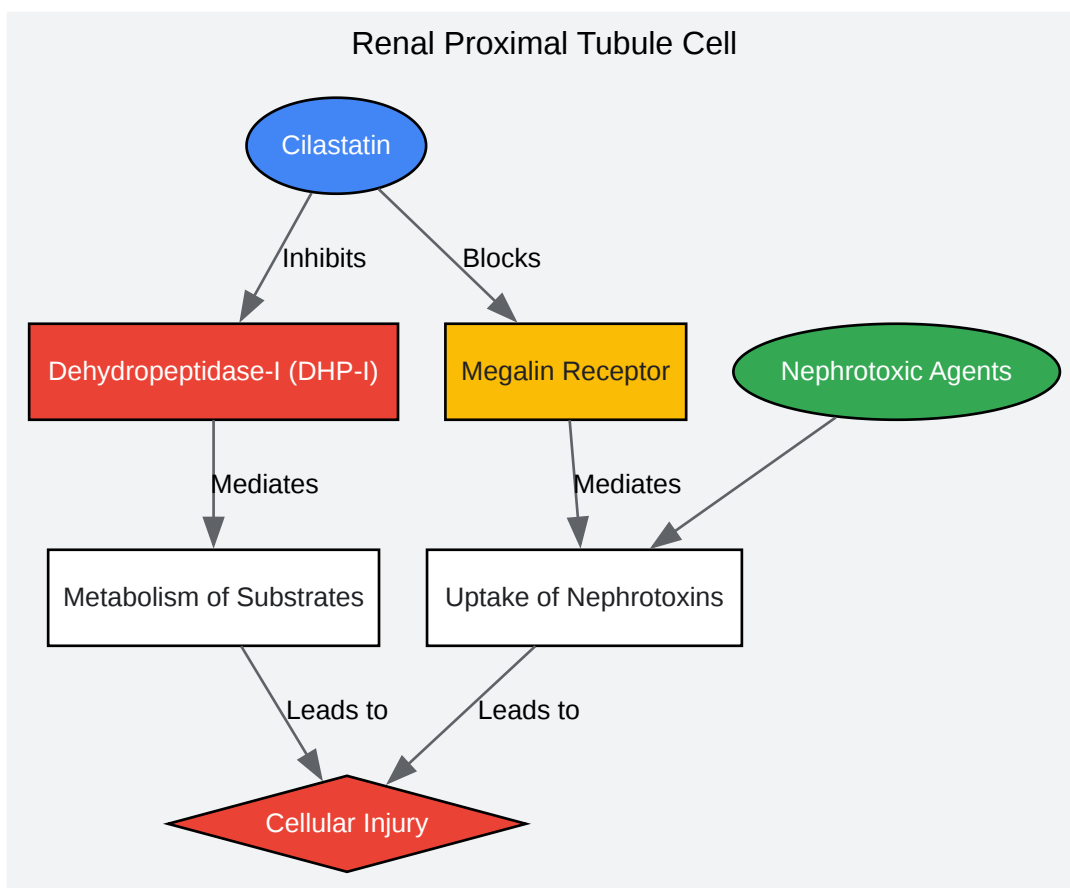 Renal Proximal Tubule Cell
Cilastatin
Inhibits
Blocks
Dehydropeptidase-I (DHP-I)
Megalin Receptor
Nephrotoxic Agents
Mediates
Mediates
Metabolism of Substrates
Uptake of Nephrotoxins
Leads to
Leads to
Cellular Injury